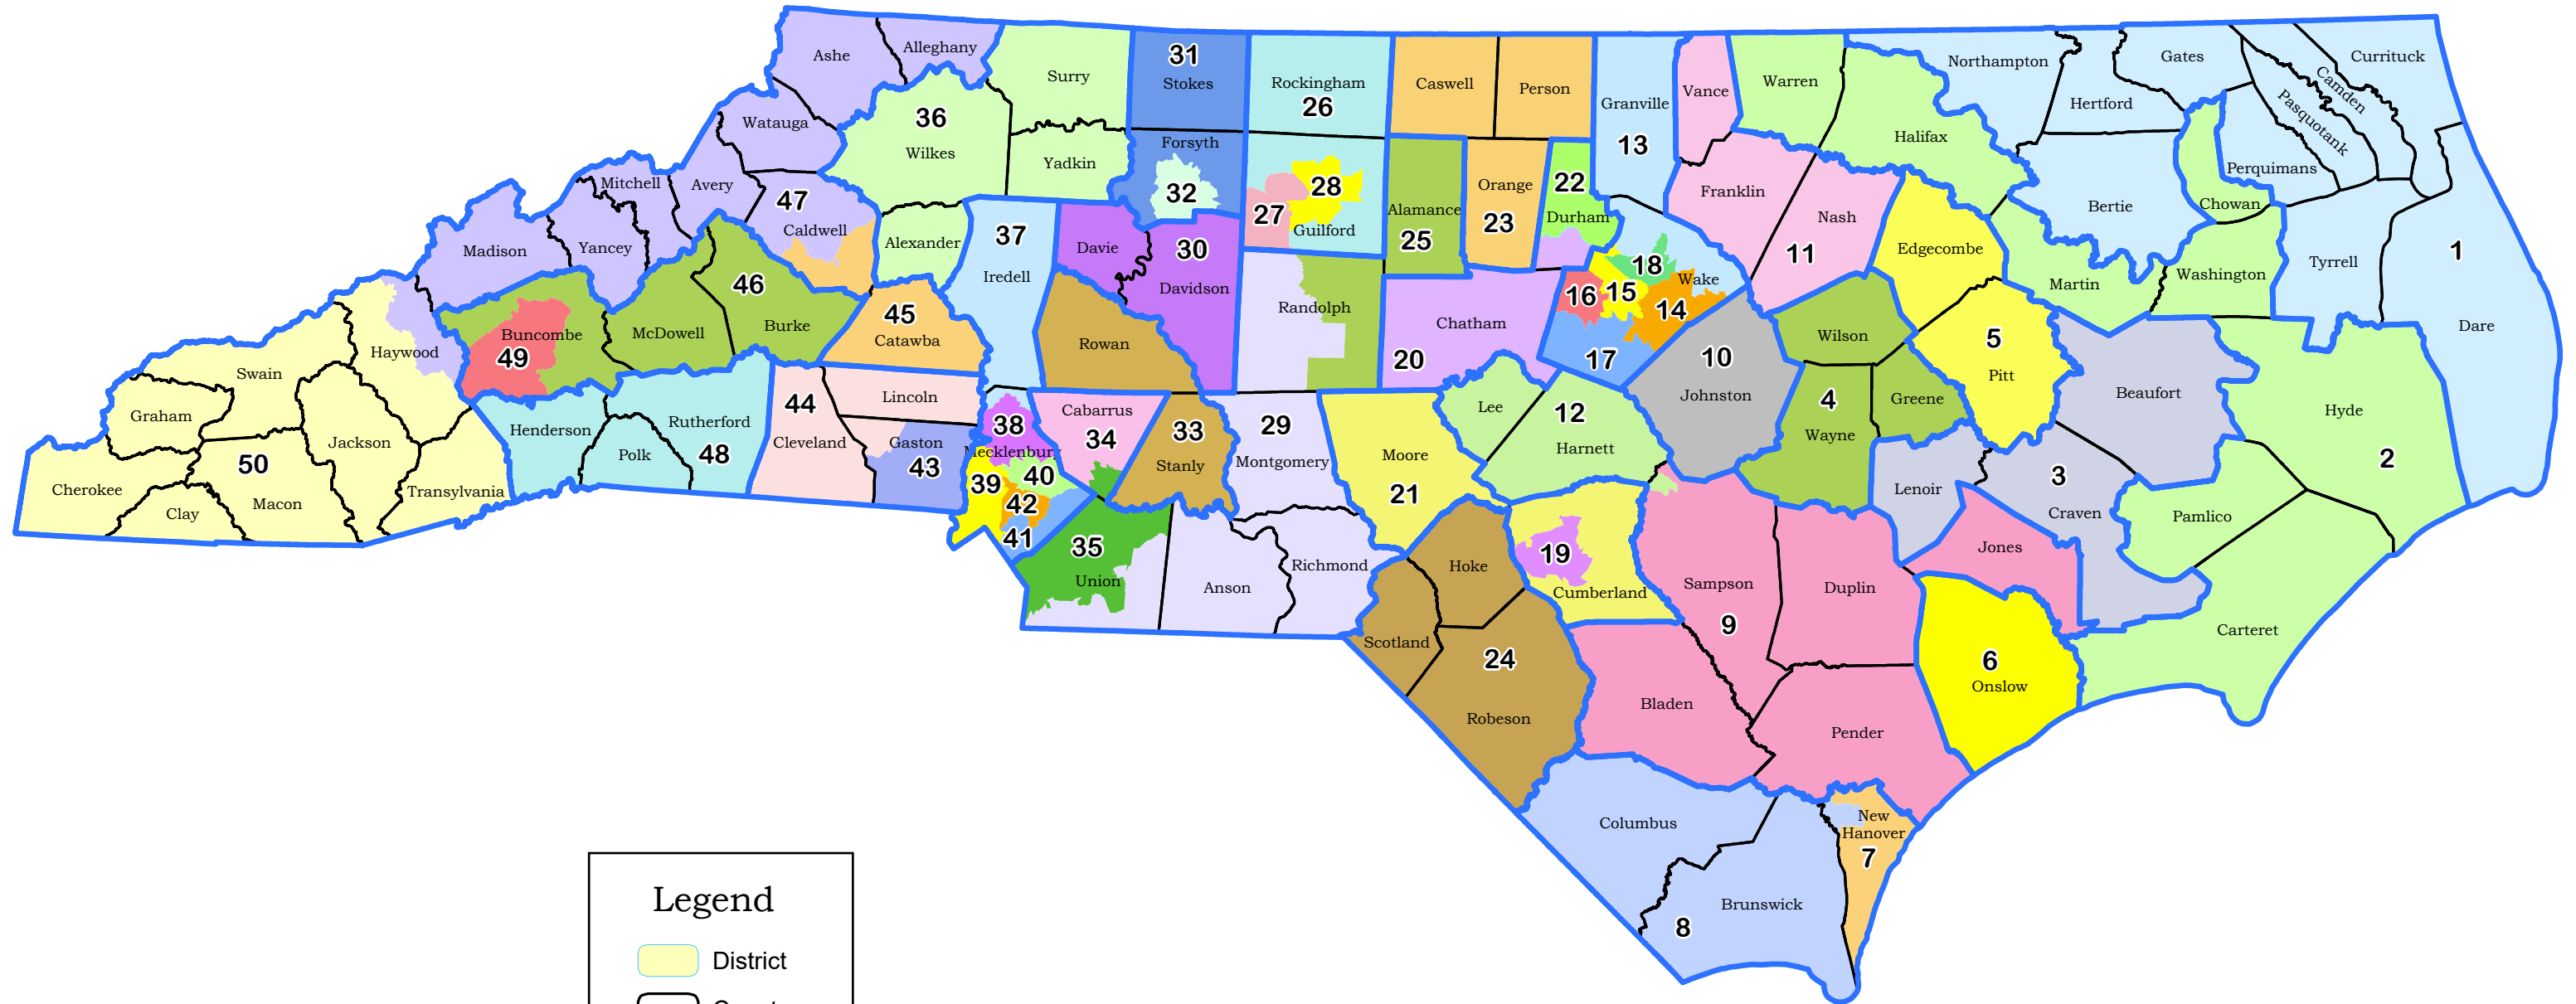 Ashe
Alleghany
Surry
31
Stokes
Rockingham
26
Caswell
Person
Granville
13
Vance
Warren
Northampton
Gates
Currituck
Camden
Pasquotank
Hertford
Halifax
Perquimans
Chowan
Bertie
Watauga
36
Wilkes
Yadkin
Forsyth
32
27
28
Guilford
Alamance
25
Orange
23
22
Durham
Franklin
Nash
11
Edgecombe
Martin
Washington
Tyrrell
1
Dare
Mitchell
Avery
47
Caldwell
Alexander
37
Iredell
Davie
30
Davidson
Randolph
Chatham
20
18
Wake
16
15
14
17
10
Johnston
Wilson
5
Pitt
Beaufort
Hyde
2
Madison
Yancey
46
Burke
McDowell
Buncombe
49
Haywood
45
Catawba
Rowan
Swain
Graham
Jackson
50
Macon
Cherokee
Clay
Transylvania
Henderson
Polk
Rutherford
48
44
Cleveland
Lincoln
Gaston
43
38
Mecklenburg
39
40
42
41
Cabarrus
34
33
Stanly
29
Montgomery
Moore
21
Lee
12
Harnett
4
Wayne
Greene
Lenoir
3
Craven
Pamlico
Jones
Carteret
35
Union
Anson
Richmond
Hoke
Scotland
19
Cumberland
Sampson
9
Duplin
6
Onslow
24
Robeson
Bladen
Pender
Columbus
New
Hanover
7
Brunswick
8
Legend
District